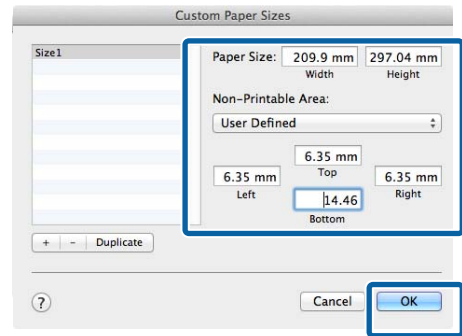 Custom Paper Sizes
Size1
Paper Size: 209.9 mm 297.04 mm
Width Height
Non-Printable Area:
User Defined
6.35 mm
Top
6.35 mm 6.35 mm
Left Right
14.46
Bottom
+ - Duplicate
? Cancel OK